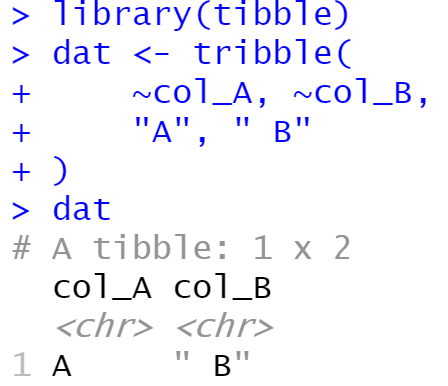 > library(tibble)
> dat <- tribble(
+     ~col_A, ~col_B,
+     "A", " B"
+ )
> dat
# A tibble: 1 x 2
  col_A col_B
  <chr> <chr>
1 A     " B"